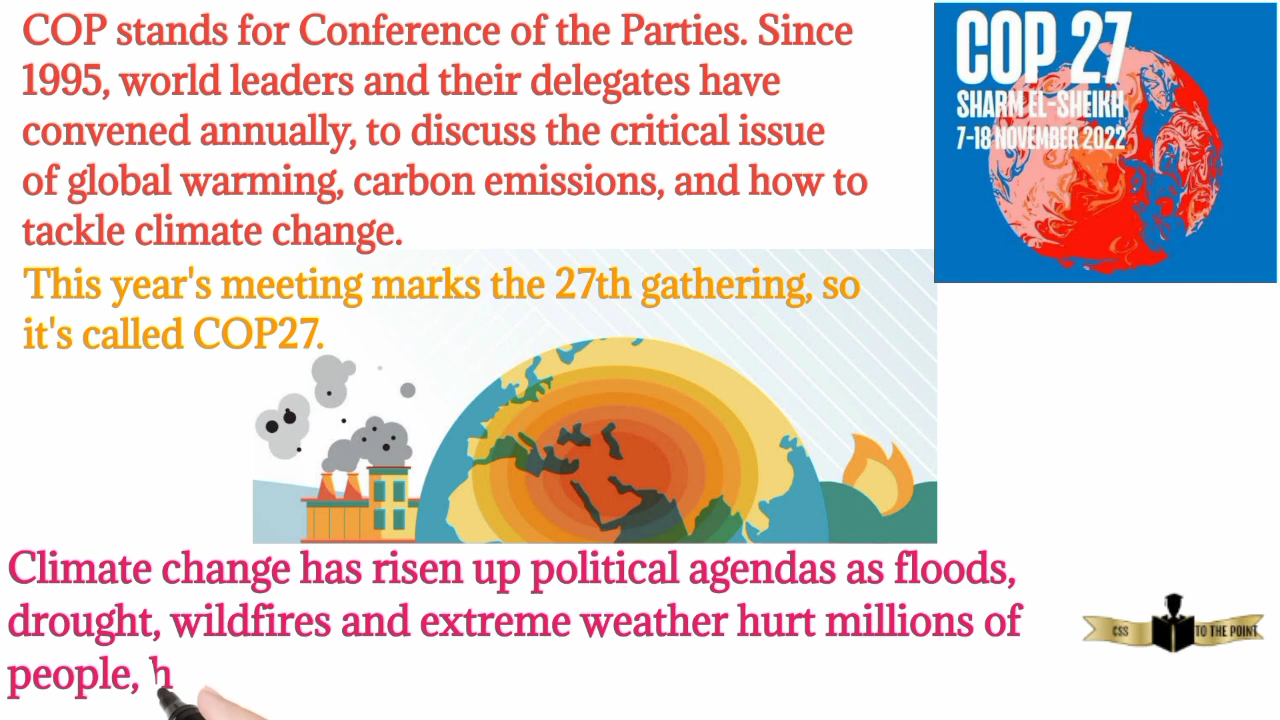 COP stands for Conference of the Parties. Since
1995, world leaders and their delegates have
convened annually, to discuss the critical issue
of global warming, carbon emissions, and how to
tackle climate change.
This year's meeting marks the 27th gathering, so
it's called COP27.
COP 27
SHARM EL-SHEIKH
7-18 NOVEMBER 2022
Climate change has risen up political agendas as floods,
drought, wildfires and extreme weather hurt millions of
people, h
CSS TO THE POINT